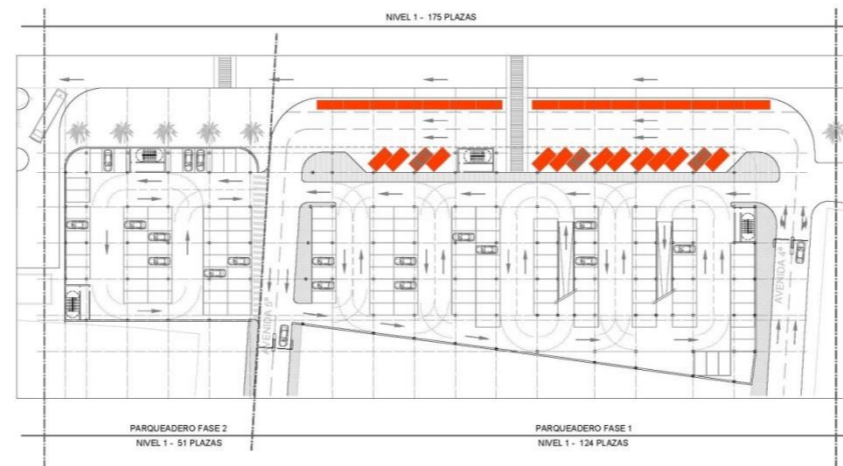 NIVEL 1 - 175 PLAZAS
AVENIDA 5ª
AVENIDA 4ª
PARQUEADERO FASE 2
NIVEL 1 - 51 PLAZAS
PARQUEADERO FASE 1
NIVEL 1 - 124 PLAZAS